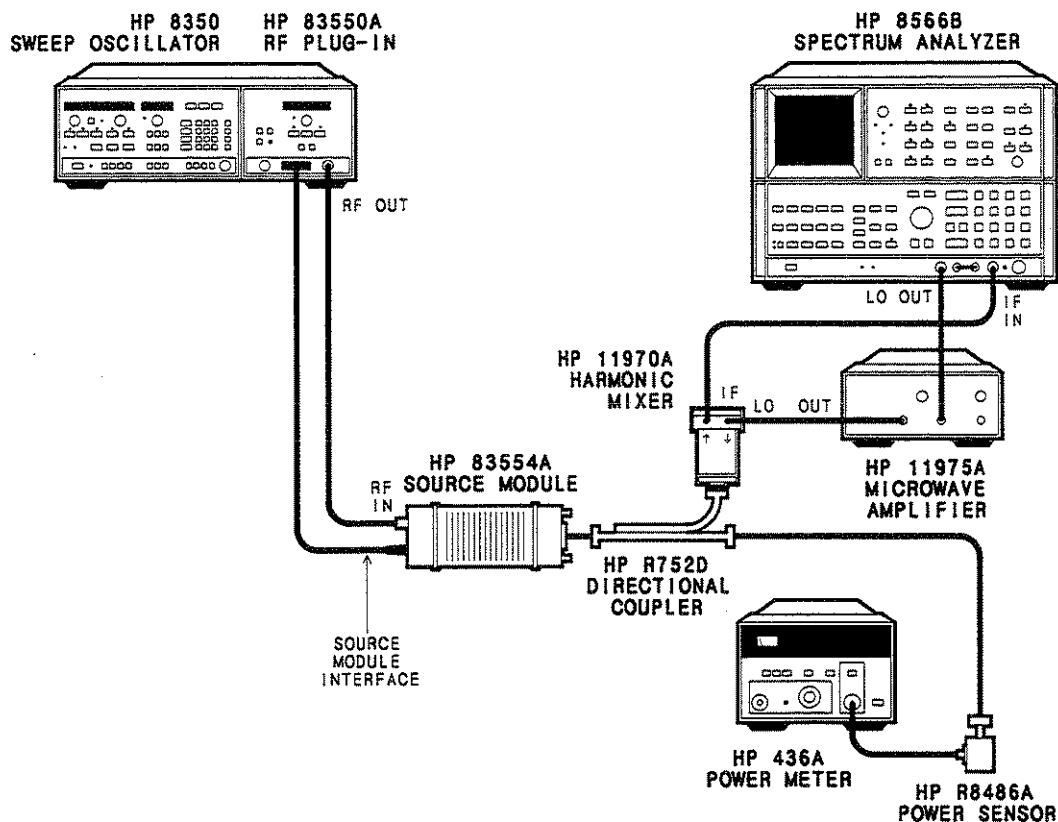 HP 8350
SWEEP OSCILLATOR
HP 83550A
RF PLUG-IN
HP 8566B
SPECTRUM ANALYZER
RF OUT
LO OUT
IF
IN
HP 11970A
HARMONIC
MIXER
IF
LO OUT
HP 11975A
MICROWAVE
AMPLIFIER
HP 83554A
SOURCE MODULE
RF
IN
HP R752D
DIRECTIONAL
COUPLER
SOURCE
MODULE
INTERFACE
HP 436A
POWER METER
HP R8486A
POWER SENSOR